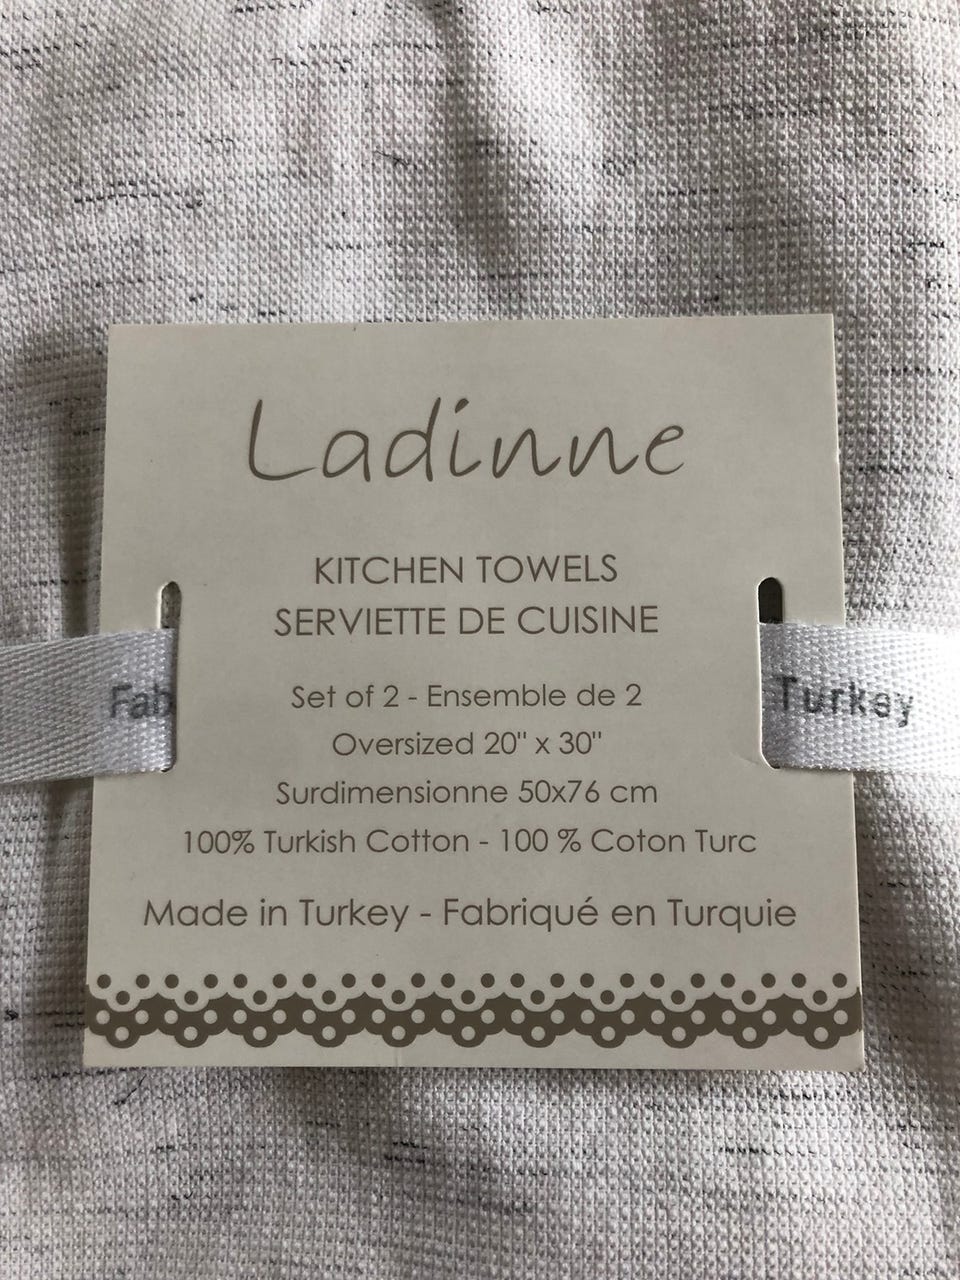 Ladinne
KITCHEN TOWELS
SERVIETTE DE CUISINE
Fab
Turkey
Set of 2 - Ensemble de 2
Oversized 20" x 30"
Surdimensionne 50x76 cm
100% Turkish Cotton - 100 % Coton Turc
Made in Turkey - Fabriqué en Turquie